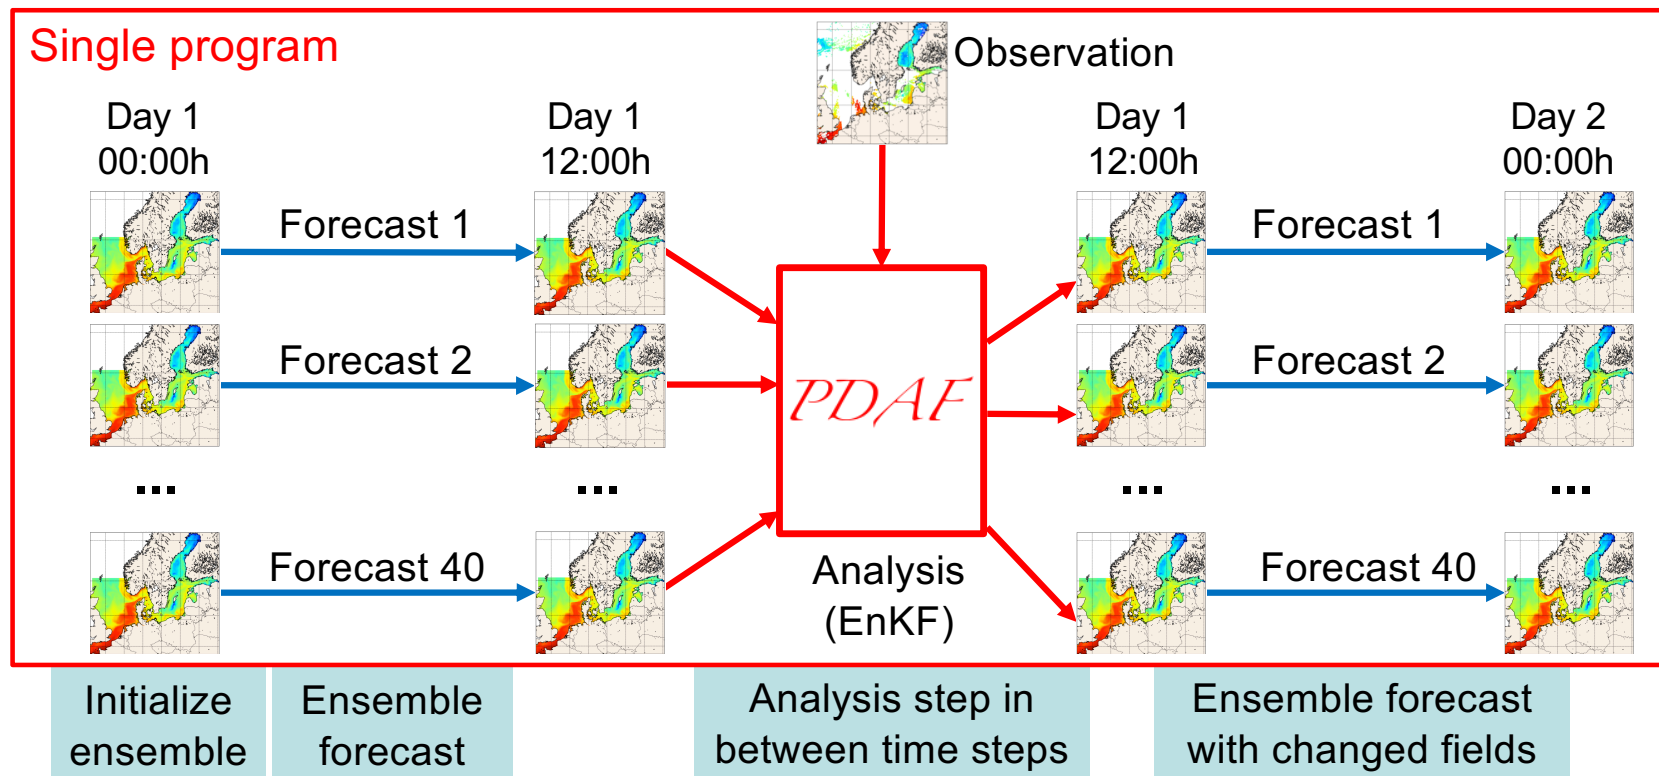 Single program
Observation
Day 1
00:00h
Day 1
12:00h
Day 1
12:00h
Day 2
00:00h
Forecast 1
Forecast 1
Forecast 2
PDAF
Forecast 2
...
...
...
...
Forecast 40
Analysis
(EnKF)
Forecast 40
Initialize
ensemble
Ensemble
forecast
Analysis step in
between time steps
Ensemble forecast
with changed fields